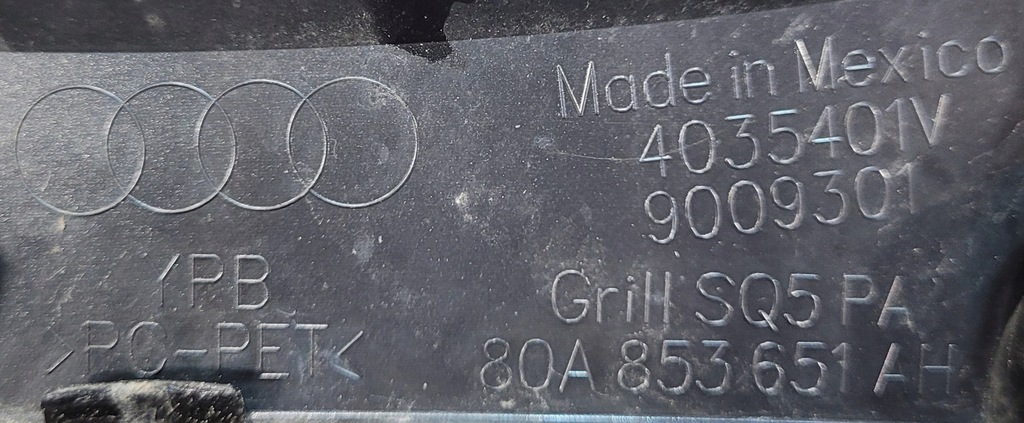 Made in Mexico
4035401V
9009301
YPB
>PC-PET<
Grill SQ5 PA
80A 853 651 AH